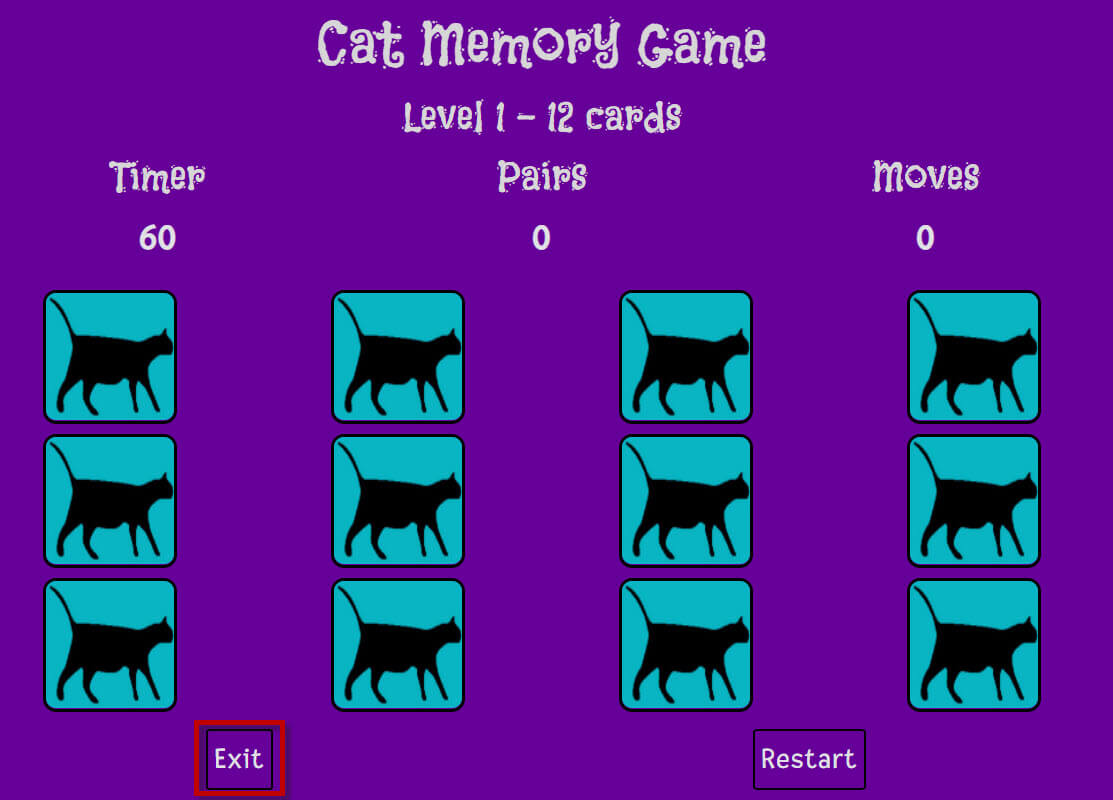 Cat Memory Game
Level 1 - 12 cards
Timer Pairs Moves
60 0 0
Exit Restart